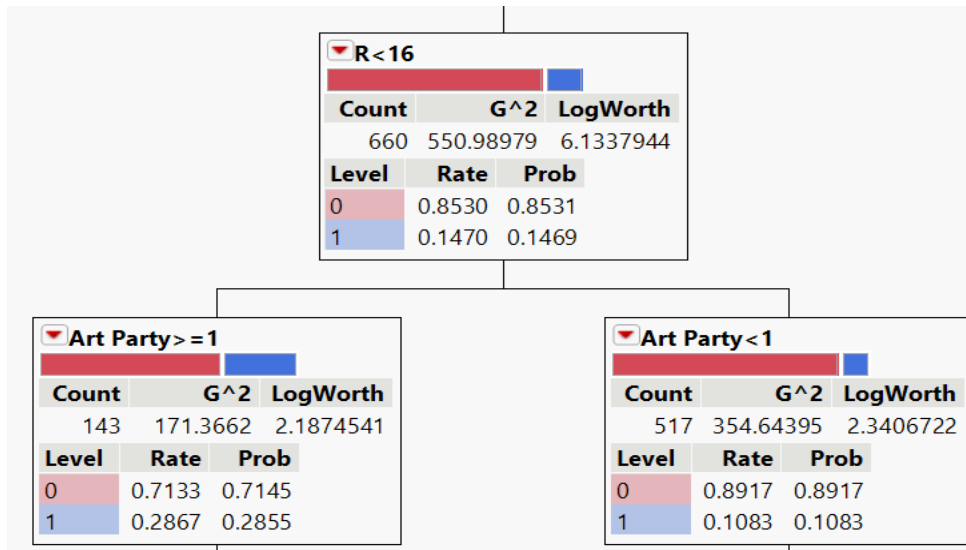 R<16
Count G^2 LogWorth
660 550.98979 6.1337944
Level Rate Prob
0 0.8530 0.8531
1 0.1470 0.1469
Art Party>=1
Count G^2 LogWorth
143 171.3662 2.1874541
Level Rate Prob
0 0.7133 0.7145
1 0.2867 0.2855
Art Party<1
Count G^2 LogWorth
517 354.64395 2.3406722
Level Rate Prob
0 0.8917 0.8917
1 0.1083 0.1083